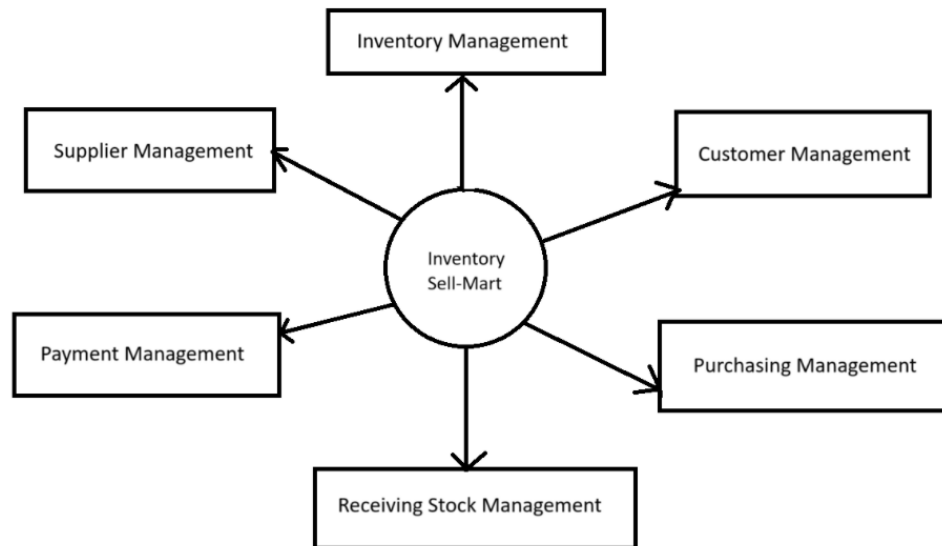 Inventory Management
Supplier Management
Customer Management
Inventory
Sell-Mart
Payment Management
Purchasing Management
Receiving Stock Management